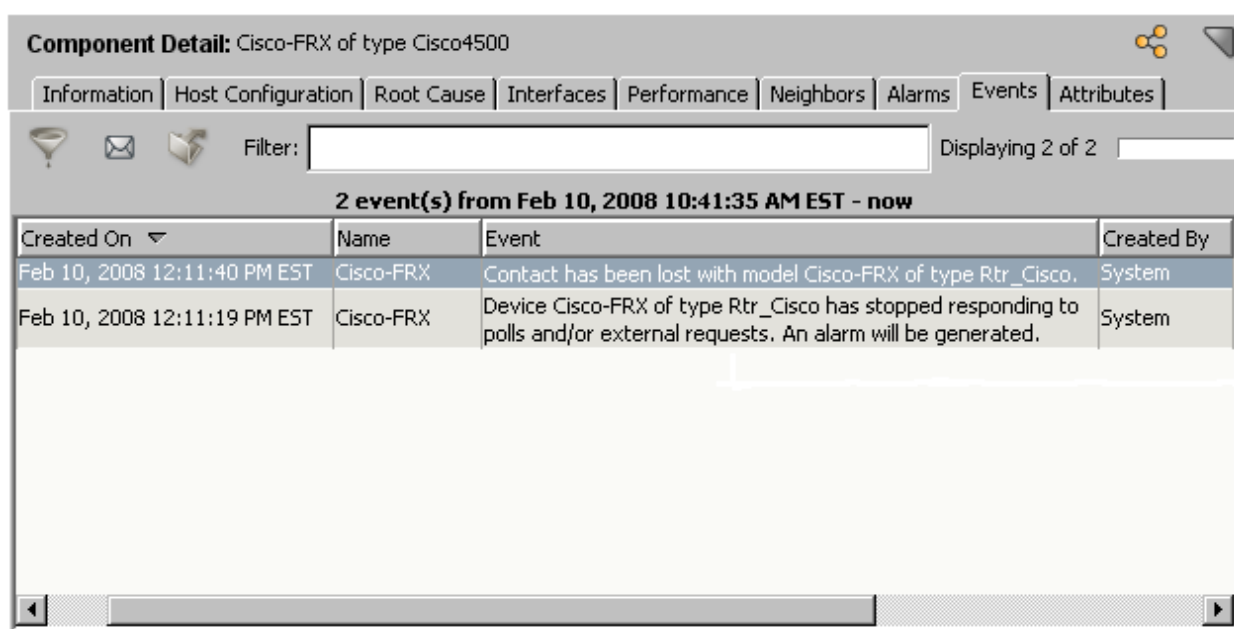 Component Detail: Cisco-FRX of type Cisco4500
Information Host Configuration Root Cause Interfaces Performance Neighbors Alarms Events Attributes
Filter: Displaying 2 of 2
2 event(s) from Feb 10, 2008 10:41:35 AM EST - now
Created On Name Event Created By
Feb 10, 2008 12:11:40 PM EST Cisco-FRX Contact has been lost with model Cisco-FRX of type Rtr_Cisco. System
Feb 10, 2008 12:11:19 PM EST Cisco-FRX Device Cisco-FRX of type Rtr_Cisco has stopped responding to
polls and/or external requests. An alarm will be generated. System